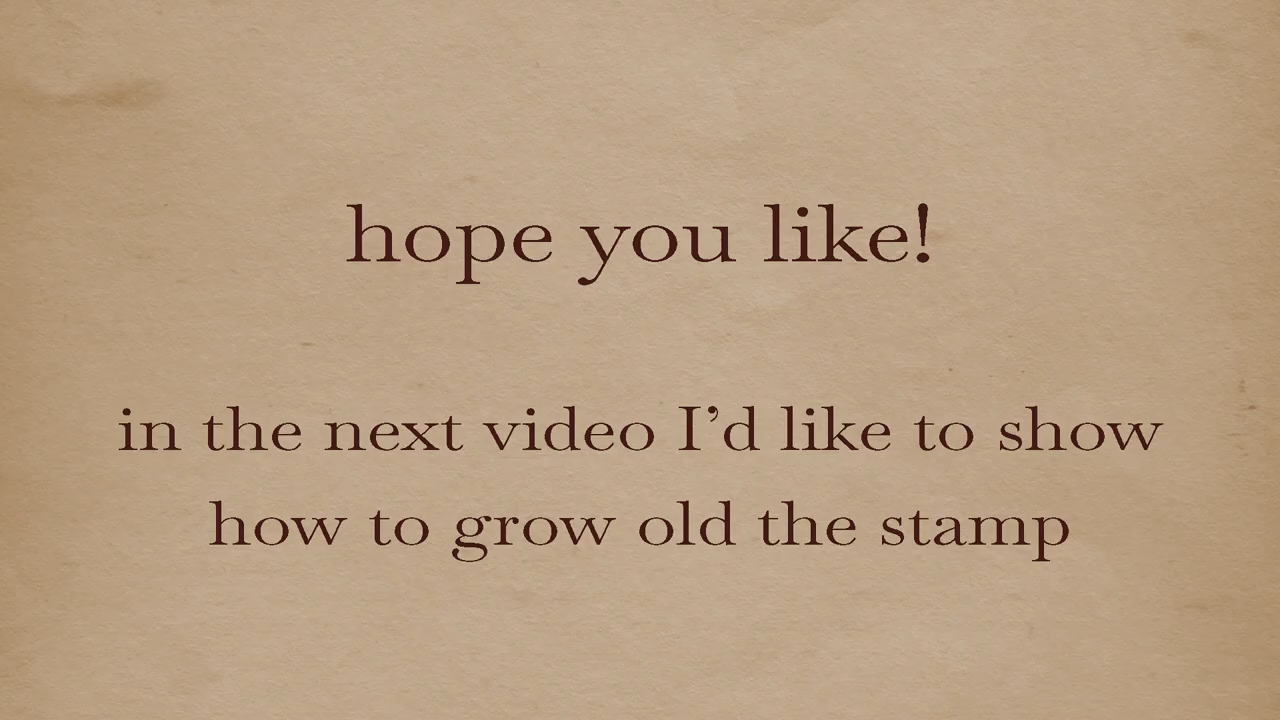 hope you like!
in the next video I’d like to show
how to grow old the stamp